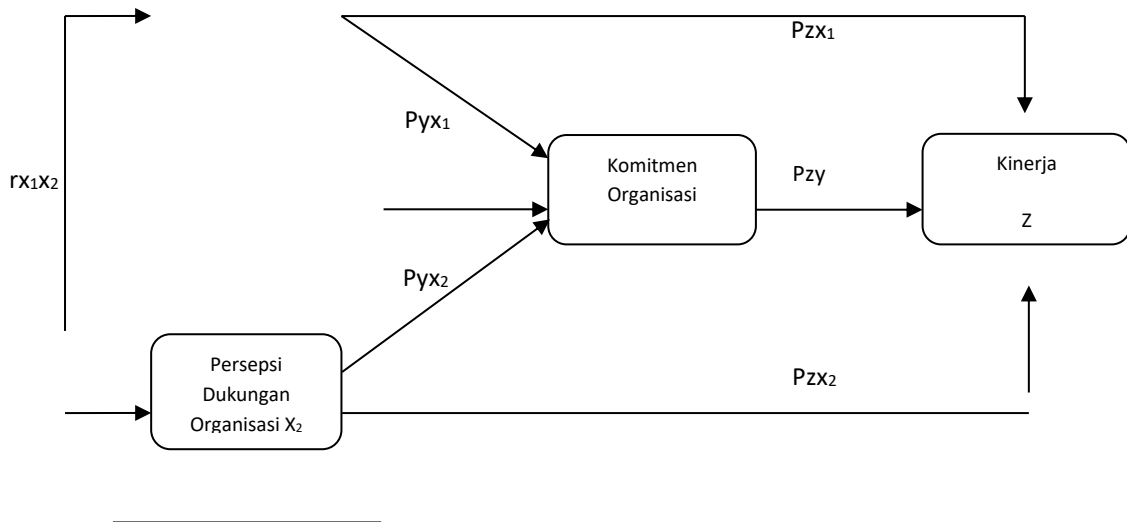 Pzx₁
Pyx₁
Komitmen
Organisasi
Pzy
Kinerja
Z
rx₁x₂
Pyx₂
Persepsi
Dukungan
Organisasi X₂
Pzx₂